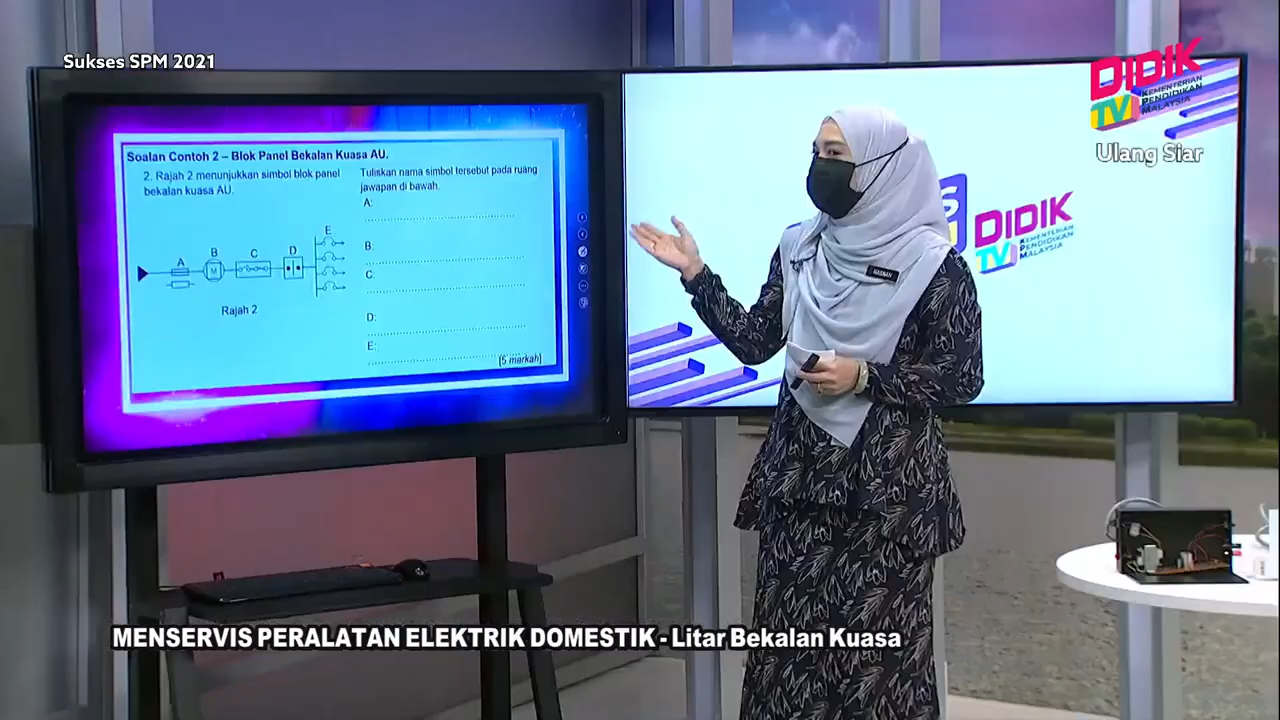 Sukses SPM 2021
DIDIK
TV
KEMENTERIAN
PENDIDIKAN
MALAYSIA
Ulang Siar
Soalan Contoh 2 – Blok Panel Bekalan Kuasa AU.
2. Rajah 2 menunjukkan simbol blok panel
bekalan kuasa AU.
A
B
M
C
D
E
Rajah 2
Tuliskan nama simbol tersebut pada ruang
jawapan di bawah.
A:
B:
C:
D:
E:
[5 markah]
DIDIK
TV
KEMENTERIAN
PENDIDIKAN
MALAYSIA
MENSERVIS PERALATAN ELEKTRIK DOMESTIK - Litar Bekalan Kuasa